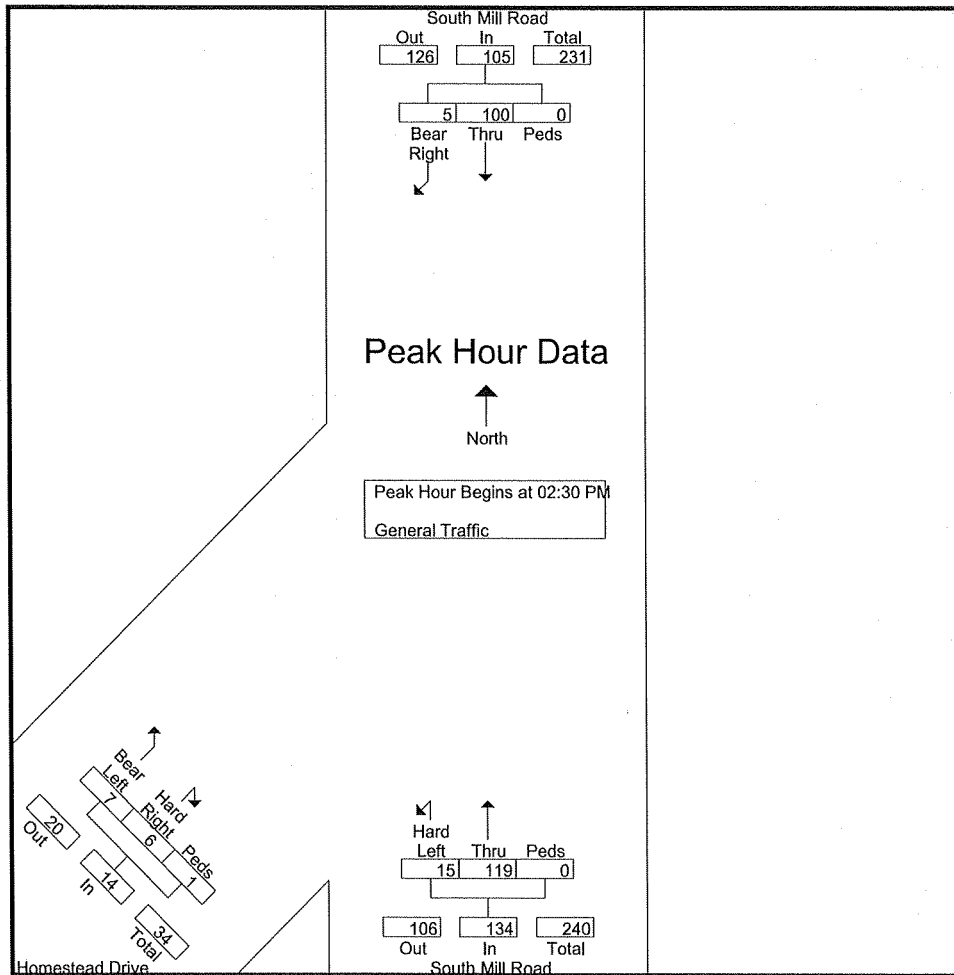 South Mill Road
Out In Total
126 105 231
5 100 0
Bear Right Thru Peds
Peak Hour Data
North
Peak Hour Begins at 02:30 PM
General Traffic
Bear Left Hard Right Peds
7 6 1
20 14 34
Out In Total
Homestead Drive
Hard Left Thru Peds
15 119 0
106 134 240
Out In Total
South Mill Road